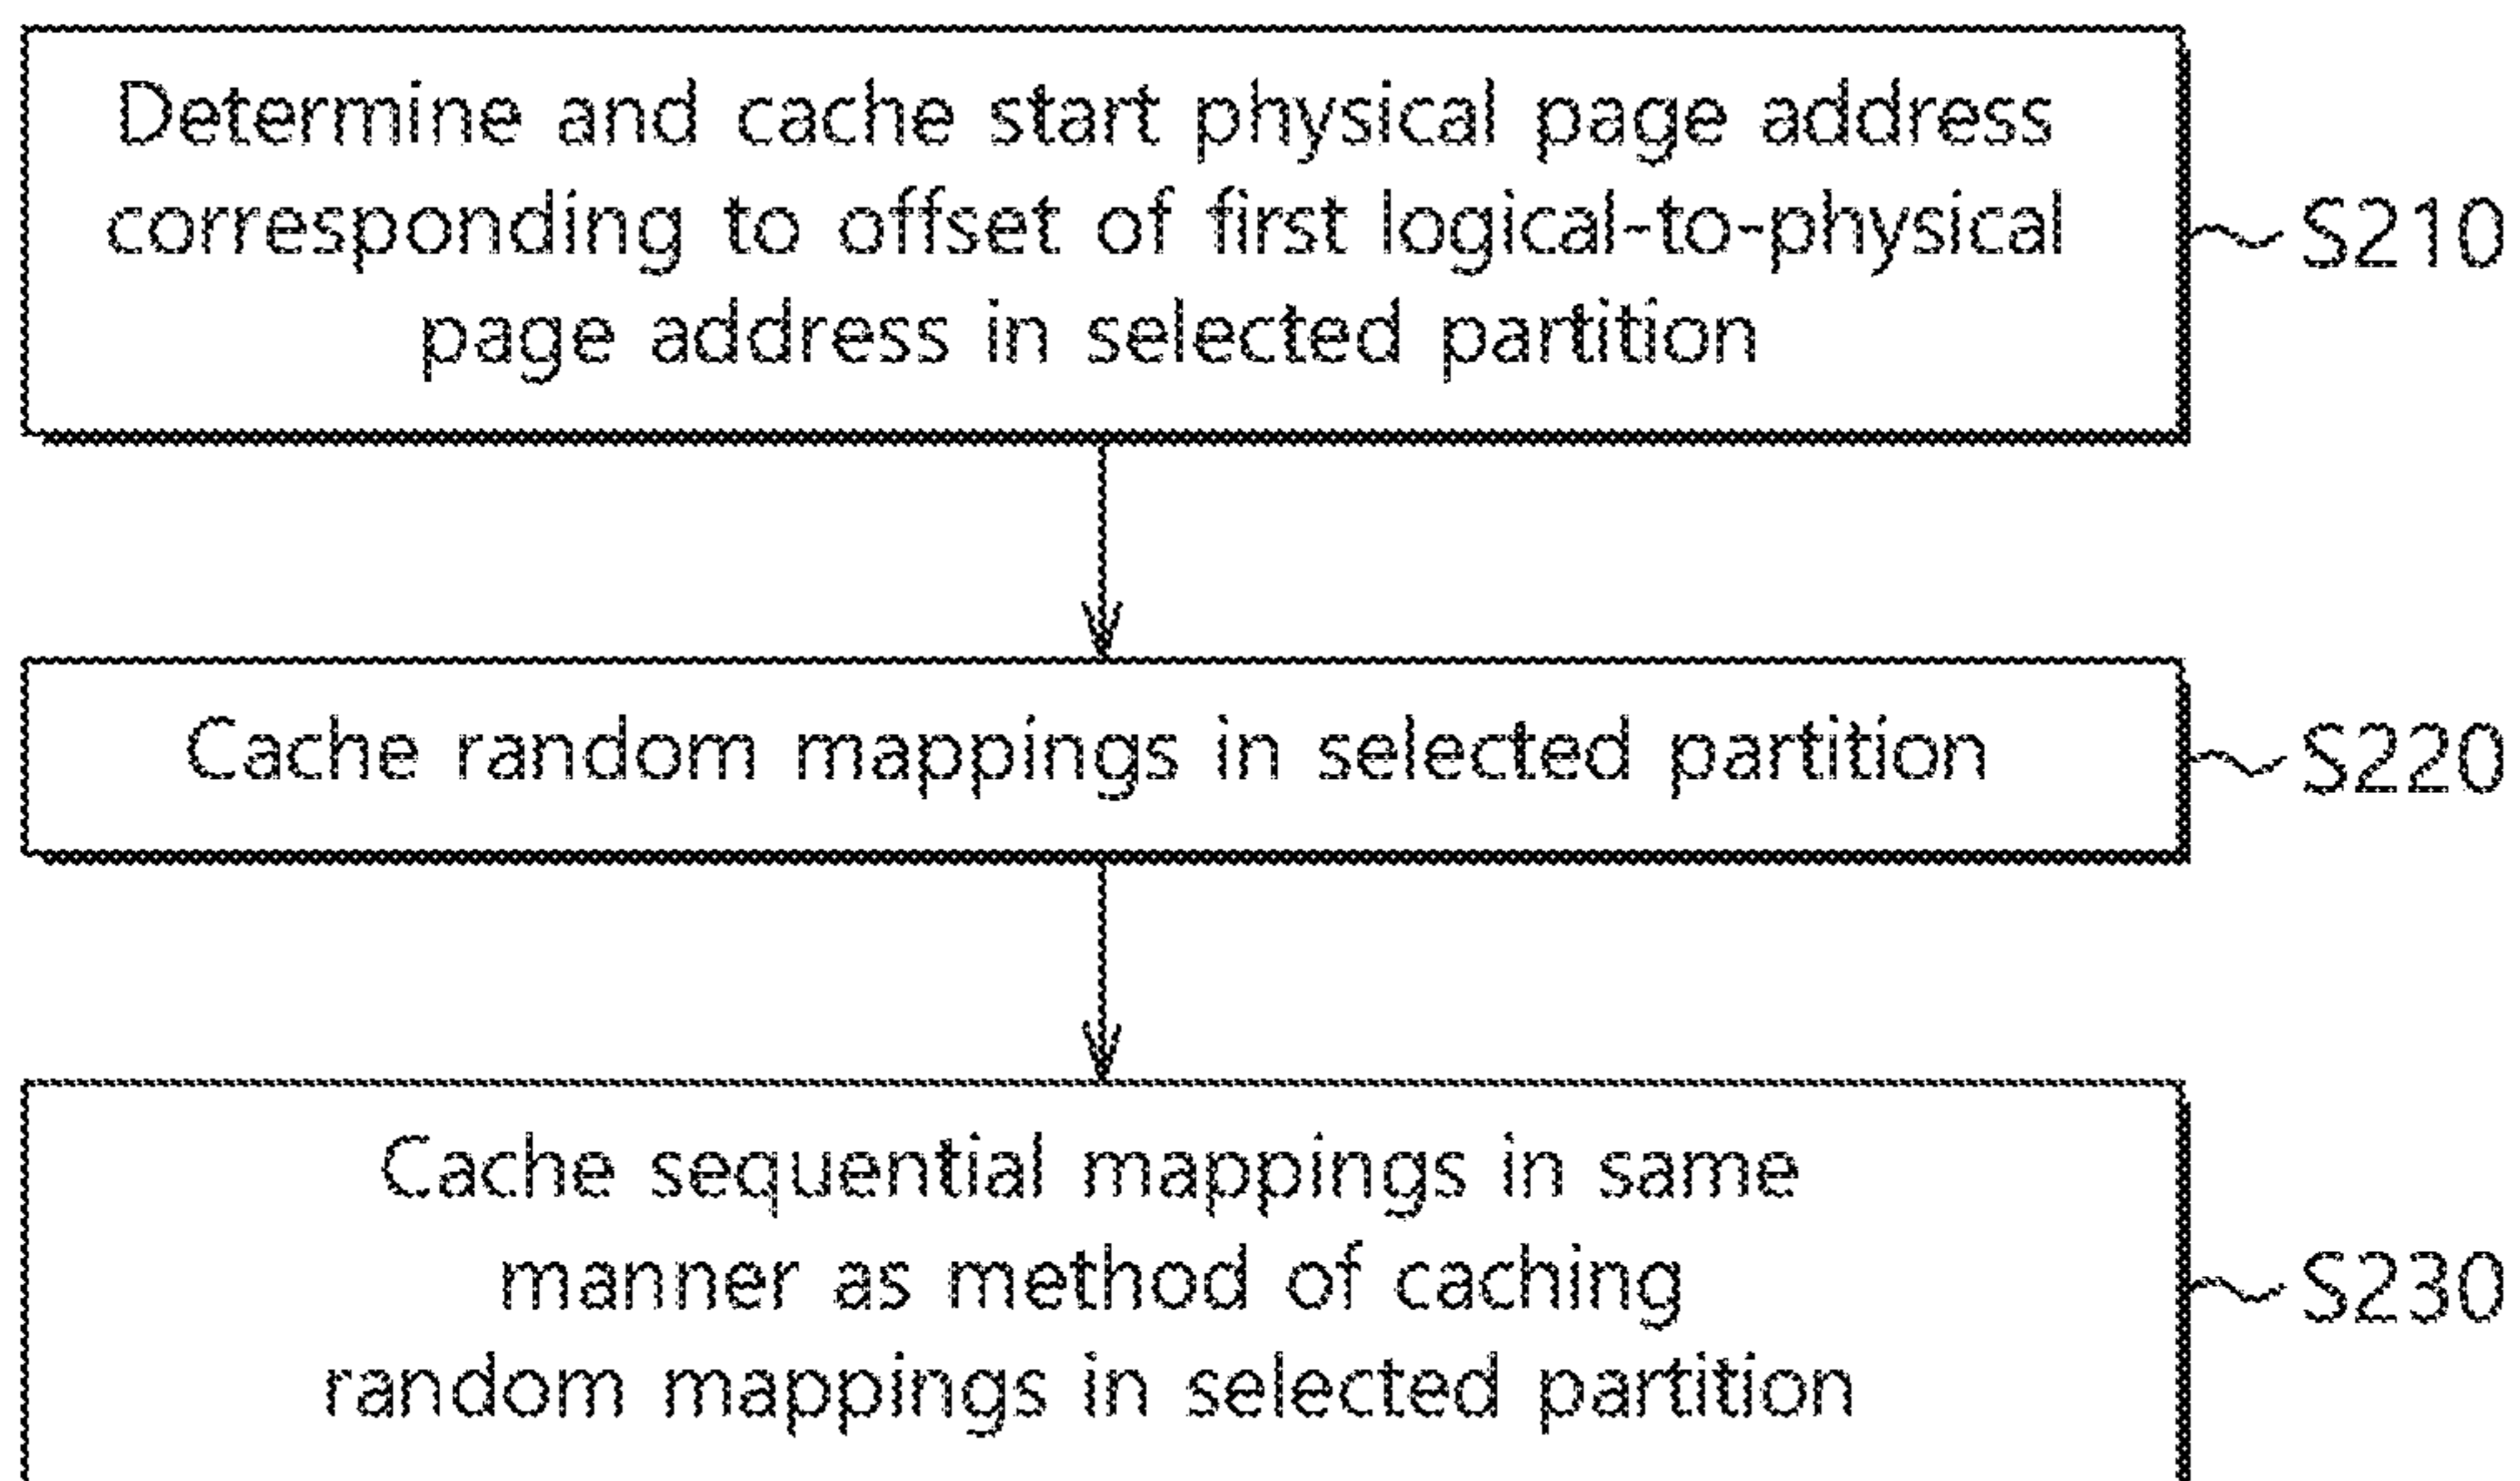 Determine and cache start physical page address
corresponding to offset of first logical-to-physical
page address in selected partition
S210
Cache random mappings in selected partition
S220
Cache sequential mappings in same
manner as method of caching
random mappings in selected partition
S230